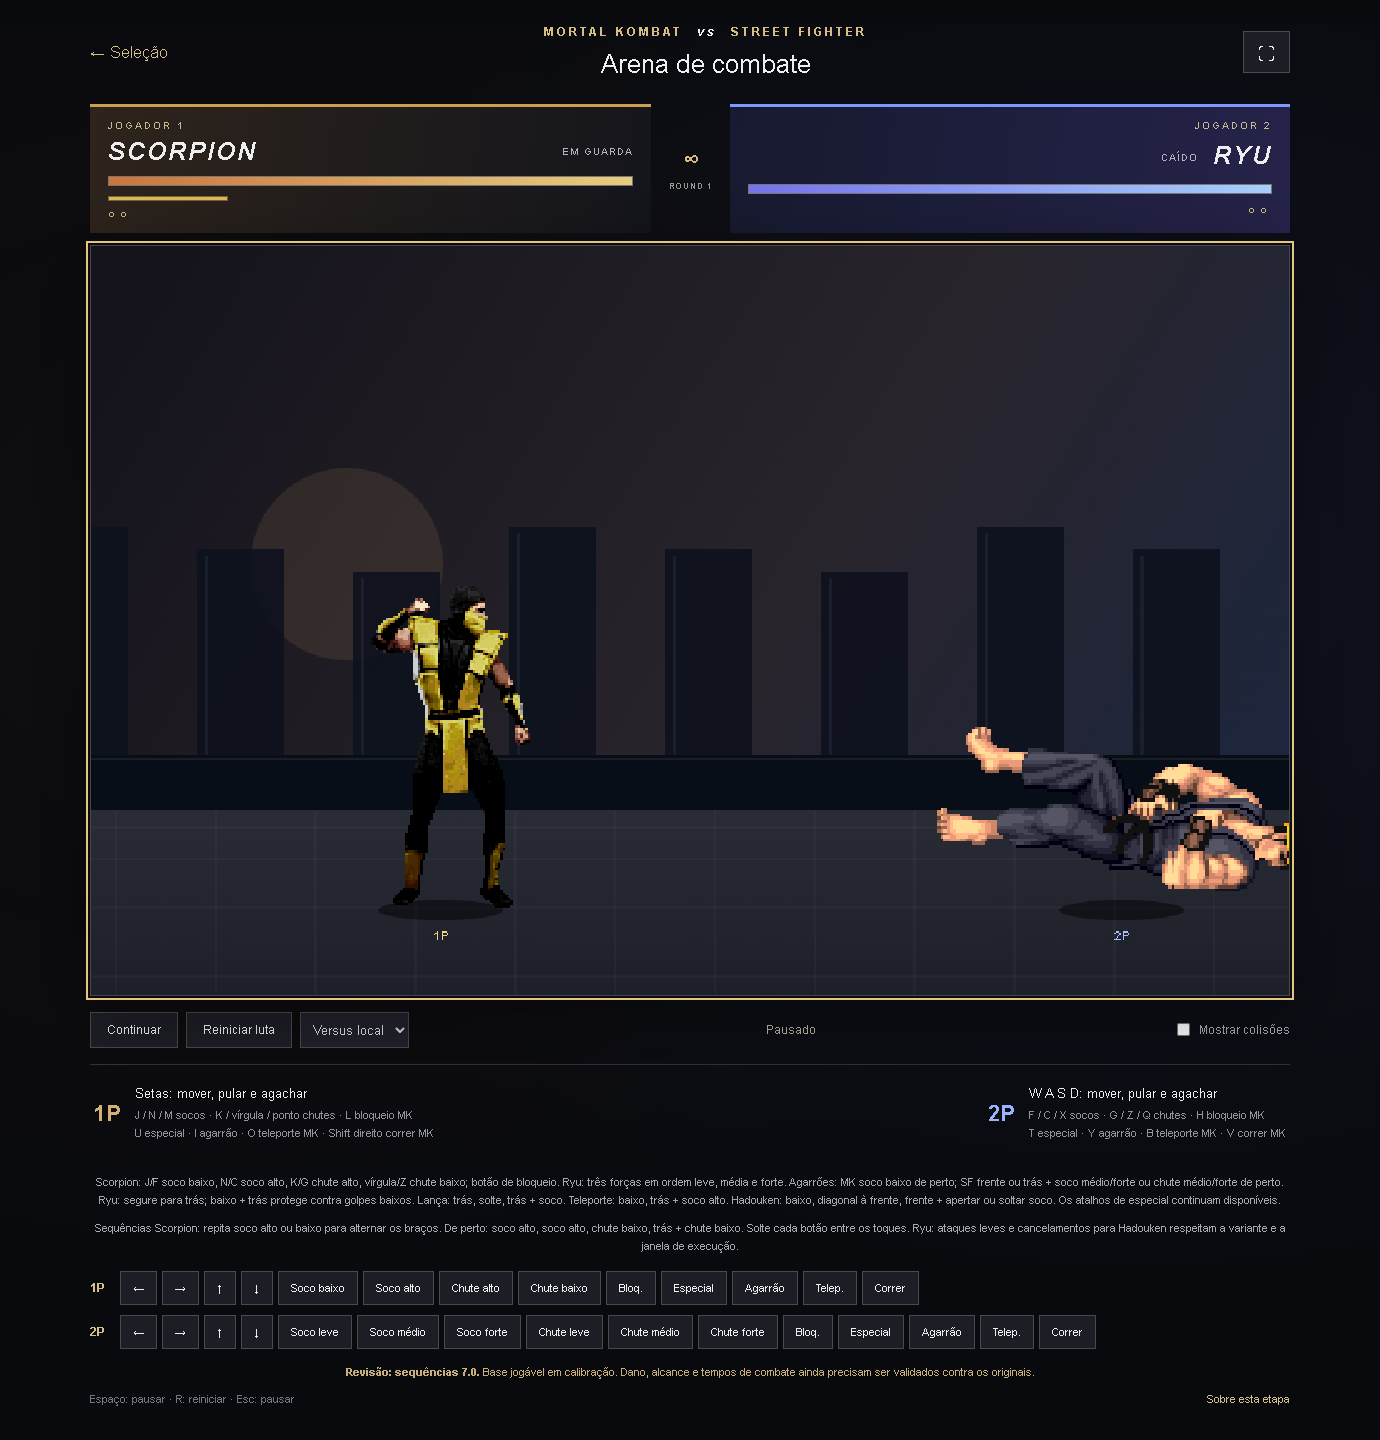 MORTAL KOMBAT VS STREET FIGHTER
← Seleção
Arena de combate
JOGADOR 1
SCORPION
EM GUARDA
∞
ROUND 1
JOGADOR 2
CAÍDO RYU
1P
2P
Continuar
Reiniciar luta
Versus local
Pausado
Mostrar colisões
1P
Setas: mover, pular e agachar
J / N / M socos · K / vírgula / ponto chutes · L bloqueio MK
U especial · I agarrão · O teleporte MK · Shift direito correr MK
2P
W A S D: mover, pular e agachar
F / C / X socos · G / Z / Q chutes · H bloqueio MK
T especial · Y agarrão · B teleporte MK · V correr MK
Scorpion: J/F soco baixo, N/C soco alto, K/G chute alto, vírgula/Z chute baixo; botão de bloqueio. Ryu: três forças em ordem leve, média e forte. Agarrões: MK soco baixo de perto; SF frente ou trás + soco médio/forte ou chute médio/forte de perto.
Ryu: segure para trás; baixo + trás protege contra golpes baixos. Lança: trás, solte, trás + soco. Teleporte: baixo, trás + soco alto. Hadouken: baixo, diagonal à frente, frente + apertar ou soltar soco. Os atalhos de especial continuam disponíveis.
Sequências Scorpion: repita soco alto ou baixo para alternar os braços. De perto: soco alto, soco alto, chute baixo, trás + chute baixo. Solte cada botão entre os toques. Ryu: ataques leves e cancelamentos para Hadouken respeitam a variante e a
janela de execução.
1P ← → ↑ ↓ Soco baixo Soco alto Chute alto Chute baixo Bloq. Especial Agarrão Telep. Correr
2P ← → ↑ ↓ Soco leve Soco médio Soco forte Chute leve Chute médio Chute forte Bloq. Especial Agarrão Telep. Correr
Revisão: sequências 7.0. Base jogável em calibração. Dano, alcance e tempos de combate ainda precisam ser validados contra os originais.
Espaço: pausar · R: reiniciar · Esc: pausar
Sobre esta etapa